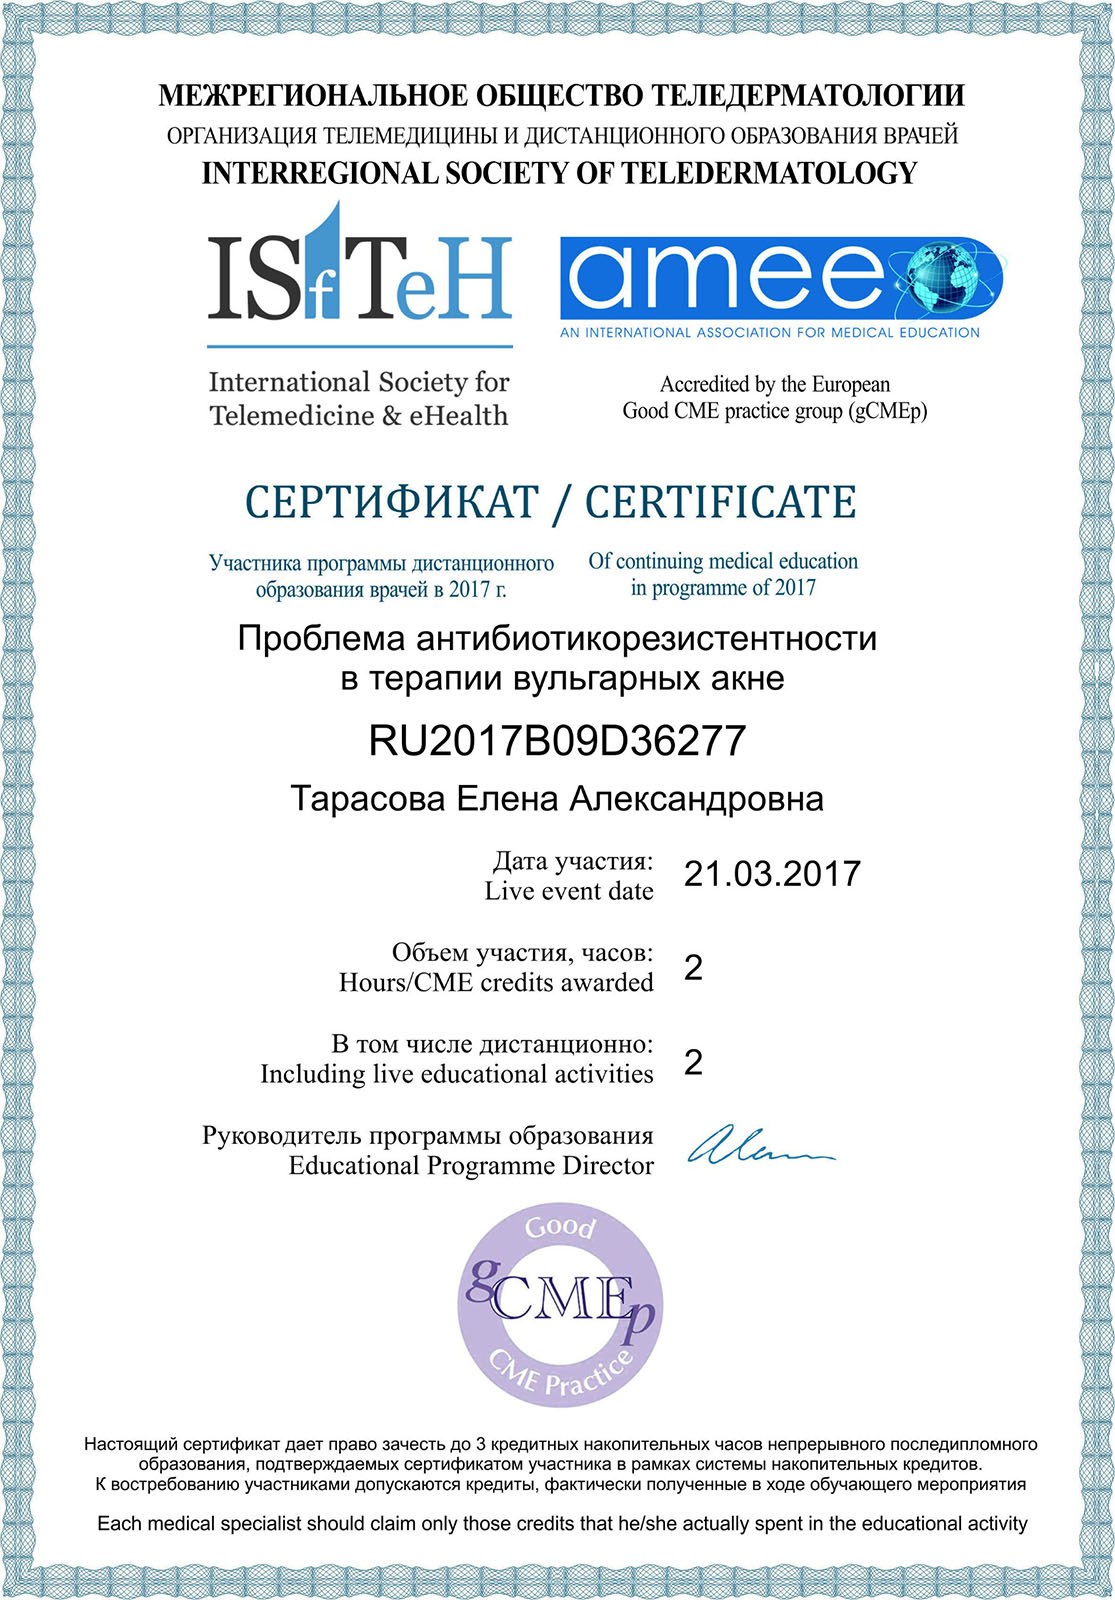 МЕЖРЕГИОНАЛЬНОЕ ОБЩЕСТВО ТЕЛЕДЕРМАТОЛОГИИ
ОРГАНИЗАЦИЯ ТЕЛЕМЕДИЦИНЫ И ДИСТАНЦИОННОГО ОБРАЗОВАНИЯ ВРАЧЕЙ
INTERREGIONAL SOCIETY OF TELEDERMATOLOGY
ISfTeH
International Society for
Telemedicine & eHealth
amee
AN INTERNATIONAL ASSOCIATION FOR MEDICAL EDUCATION
Accredited by the European
Good CME practice group (gCMEp)
СЕРТИФИКАТ / CERTIFICATE
Участника программы дистанционного
образования врачей в 2017 г.
Of continuing medical education
in programme of 2017
Проблема антибиотикорезистентности
в терапии вульгарных акне
RU2017B09D36277
Тарасова Елена Александровна
Дата участия:
Live event date
21.03.2017
Объем участия, часов:
Hours/CME credits awarded
2
В том числе дистанционно:
Including live educational activities
2
Руководитель программы образования
Educational Programme Director
Good
gCMEp
CME Practice
Настоящий сертификат дает право зачесть до 3 кредитных накопительных часов непрерывного последипломного
образования, подтверждаемых сертификатом участника в рамках системы накопительных кредитов.
К востребованию участниками допускаются кредиты, фактически полученные в ходе обучающего мероприятия
Each medical specialist should claim only those credits that he/she actually spent in the educational activity